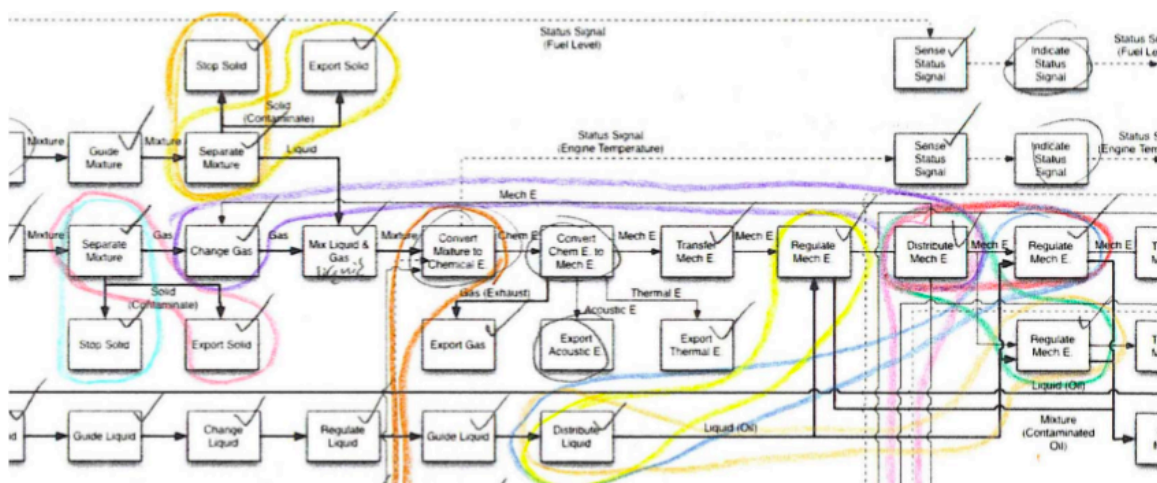 Status Signal
(Fuel Level)
Stop Solid
Export Solid
Sense
Status
Signal
Indicate
Status
Signal
Status Si
(Fuel Le
Solid
(Contaminate)
Mixture
Guide
Mixture
Mixture
Separate
Mixture
Liquid
Status Signal
(Engine Temperature)
Sense
Status
Signal
Indicate
Status
Signal
Status S
(Engine Temp
Mech E.
Mixture
Separate
Mixture
Gas
Change Gas
Gas
Mix Liquid &
Gas
Mixture
Convert
Mixture to
Chemical E.
Chem E.
Convert
Chem E. to
Mech E.
Mech E.
Transfer
Mech E.
Mech E.
Regulate
Mech E.
Distribute
Mech E.
Mech E.
Regulate
Mech E.
Mech E.
Solid
(Contaminate)
Gas (Exhaust)
Acoustic E
Thermal E
Stop Solid
Export Solid
Export Gas
Export
Acoustic E.
Export
Thermal E.
Regulate
Mech E.
Liquid (Oil)
Guide Liquid
Change
Liquid
Regulate
Liquid
Guide Liquid
Distribute
Liquid
Liquid (Oil)
Mixture
(Contaminated
Oil)